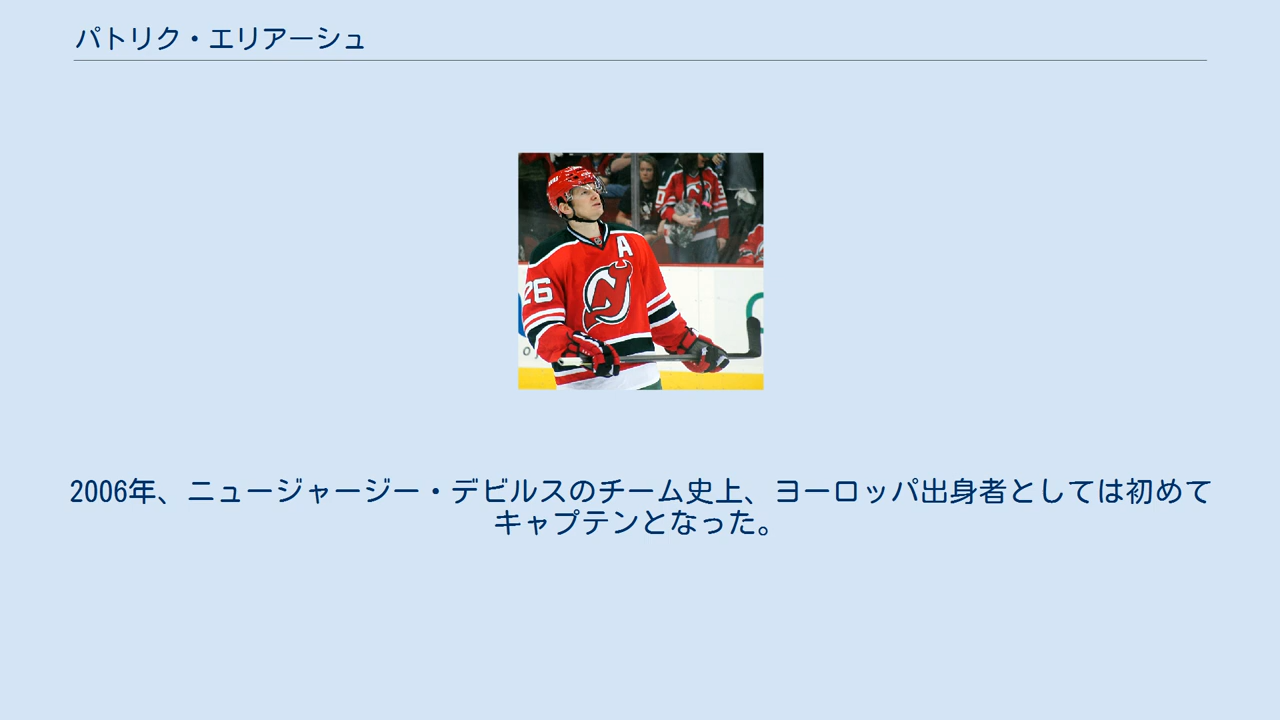 パトリク・エリアーシュ
A
26
2006年、ニュージャージー・デビルスのチーム史上、ヨーロッパ出身者としては初めて
キャプテンとなった。